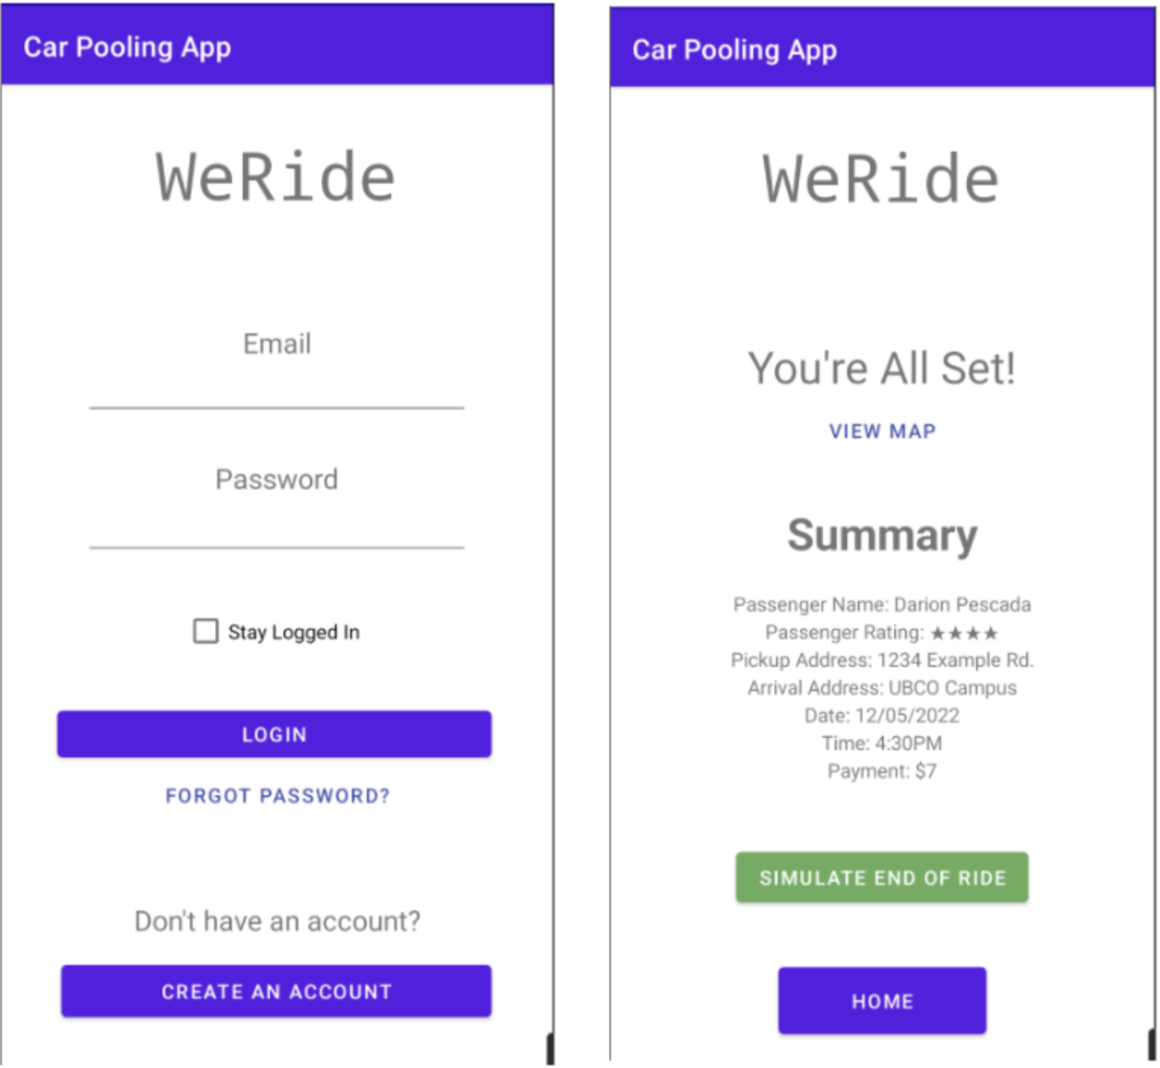 Car Pooling App
WeRide
Email
Password
Stay Logged In
LOGIN
FORGOT PASSWORD?
Don't have an account?
CREATE AN ACCOUNT
Car Pooling App
WeRide
You're All Set!
VIEW MAP
Summary
Passenger Name: Darion Pescada
Passenger Rating: ★★★★
Pickup Address: 1234 Example Rd.
Arrival Address: UBCO Campus
Date: 12/05/2022
Time: 4:30PM
Payment: $7
SIMULATE END OF RIDE
HOME